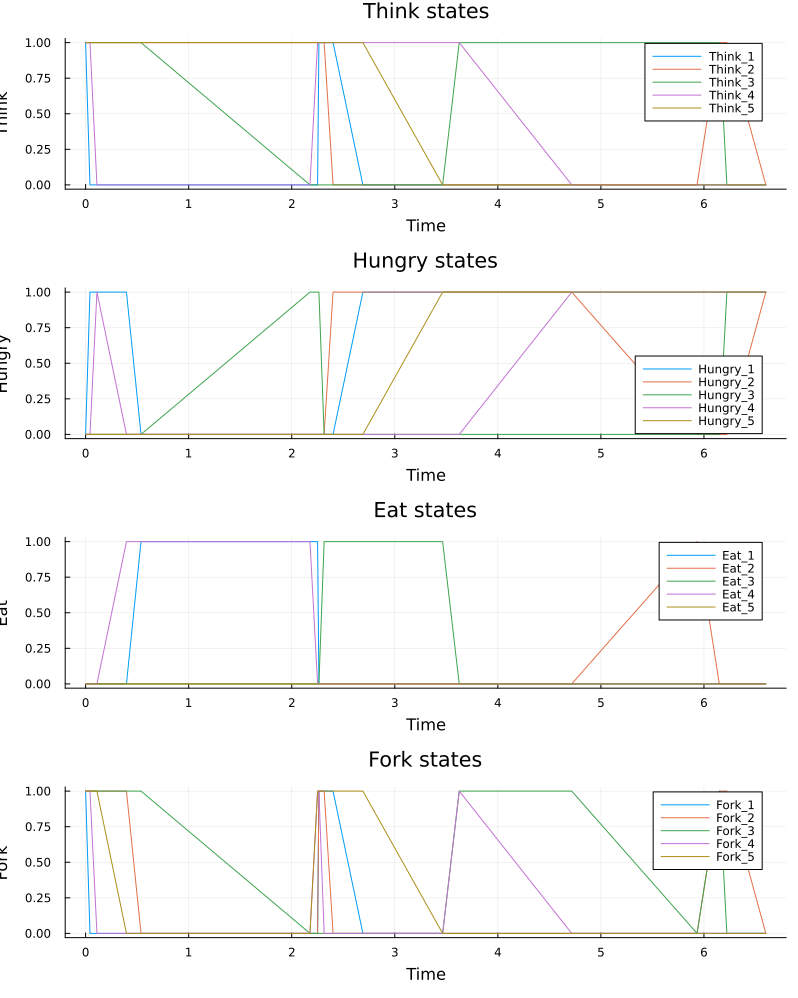 Think states
1.00
0.75
0.50
0.25
0.00
Think
Think_1
Think_2
Think_3
Think_4
Think_5
0 1 2 3 4 5 6
Time
Hungry states
1.00
0.75
0.50
0.25
0.00
Hungry
Hungry_1
Hungry_2
Hungry_3
Hungry_4
Hungry_5
0 1 2 3 4 5 6
Time
Eat states
1.00
0.75
0.50
0.25
0.00
Eat
Eat_1
Eat_2
Eat_3
Eat_4
Eat_5
0 1 2 3 4 5 6
Time
Fork states
1.00
0.75
0.50
0.25
0.00
Fork
Fork_1
Fork_2
Fork_3
Fork_4
Fork_5
0 1 2 3 4 5 6
Time